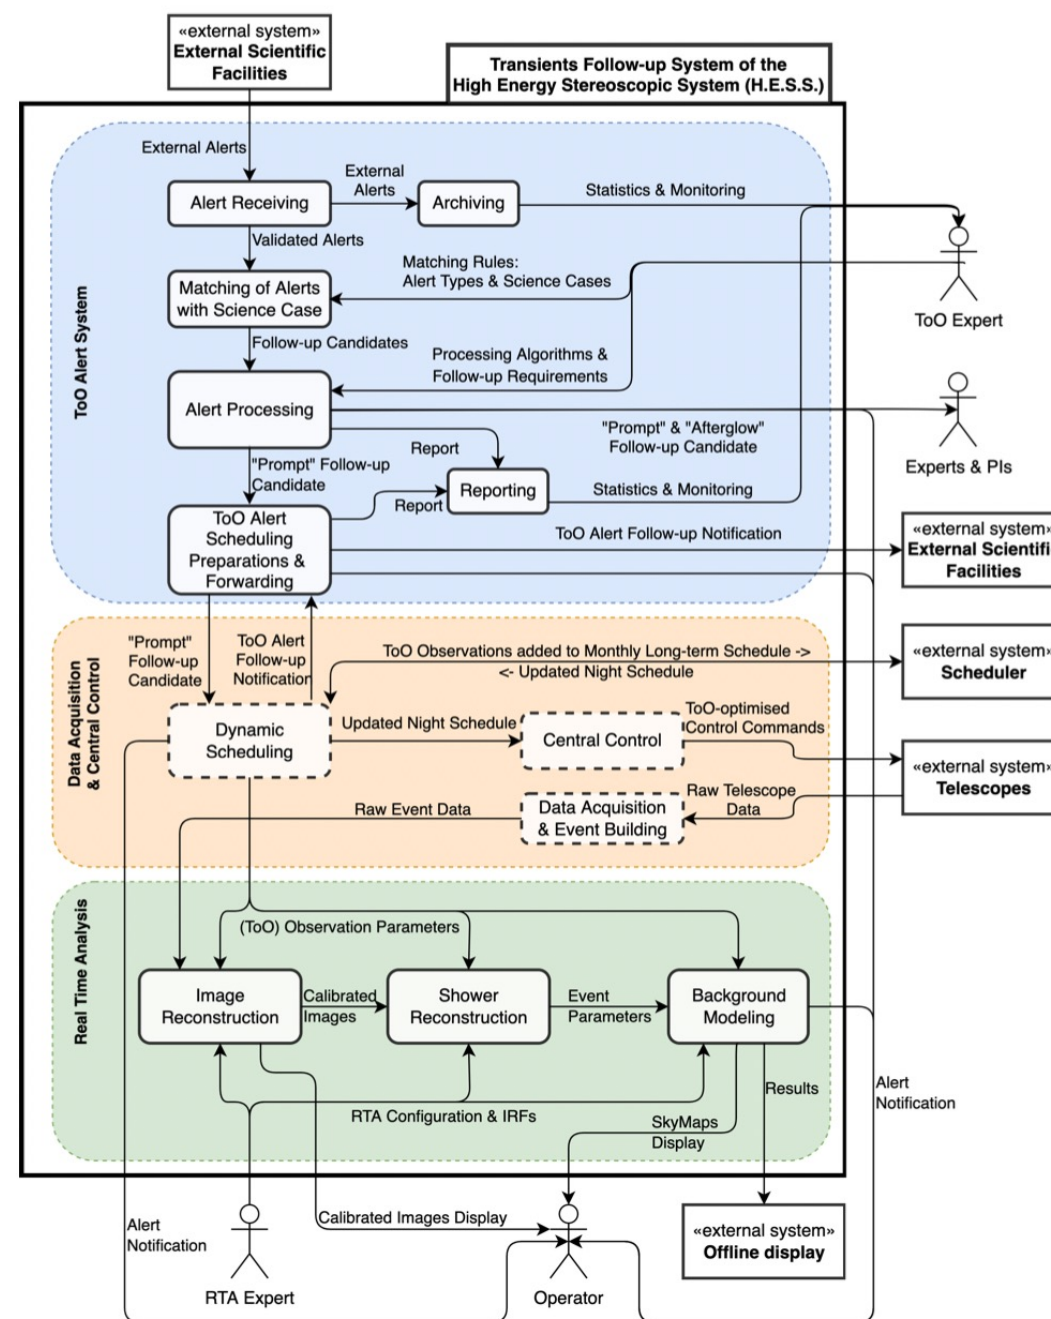 «external system»
External Scientific
Facilities
Transients Follow-up System of the
High Energy Stereoscopic System (H.E.S.S.)
External Alerts
External
Alerts
Statistics & Monitoring
Alert Receiving
Archiving
Validated Alerts
Matching Rules:
Alert Types & Science Cases
Matching of Alerts
with Science Case
ToO Expert
ToO Alert System
Follow-up Candidates
Processing Algorithms &
Follow-up Requirements
Alert Processing
"Prompt" & "Afterglow"
Follow-up Candidate
Experts & PIs
Report
"Prompt" Follow-up
Candidate
Reporting
Statistics & Monitoring
Report
ToO Alert
Scheduling
Preparations &
Forwarding
ToO Alert Follow-up Notification
«external system»
External Scientific
Facilities
"Prompt"
Follow-up
Candidate
ToO Alert
Follow-up
Notification
ToO Observations added to Monthly Long-term Schedule ->
<- Updated Night Schedule
«external system»
Scheduler
Data Acquisition
& Central Control
Dynamic
Scheduling
Updated Night Schedule
Central Control
ToO-optimised
Control Commands
«external system»
Telescopes
Raw Event Data
Data Acquisition
& Event Building
Raw Telescope
Data
Real Time Analysis
(ToO) Observation Parameters
Image
Reconstruction
Calibrated
Images
Shower
Reconstruction
Event
Parameters
Background
Modeling
RTA Configuration & IRFs
Results
Alert
Notification
SkyMaps
Display
Alert
Notification
Calibrated Images Display
«external system»
Offline display
RTA Expert
Operator